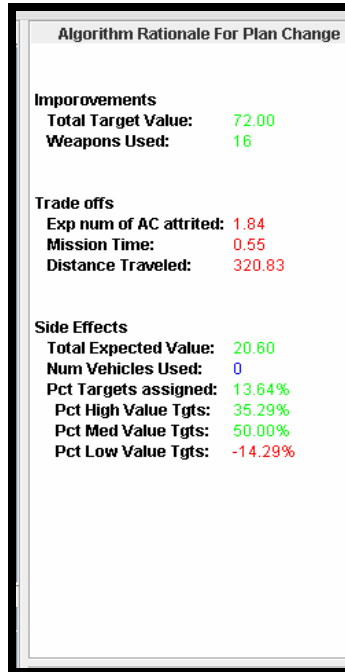 Algorithm Rationale For Plan Change
Imporovements
Total Target Value: 72.00
Weapons Used: 16
Trade offs
Exp num of AC attrited: 1.84
Mission Time: 0.55
Distance Traveled: 320.83
Side Effects
Total Expected Value: 20.60
Num Vehicles Used: 0
Pct Targets assigned: 13.64%
Pct High Value Tgts: 35.29%
Pct Med Value Tgts: 50.00%
Pct Low Value Tgts: -14.29%